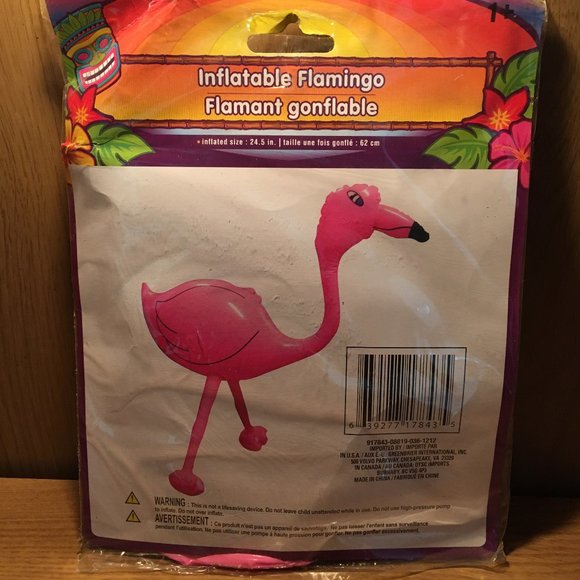 1+
Inflatable Flamingo
Flamant gonflable
• inflated size : 24.5 in. | taille une fois gonflé : 62 cm
6 39277 17843 5
917843-08819-036-1212
IMPORTED BY / IMPORTÉ PAR
IN U.S.A. / AUX É.-U.: GREENBRIER INTERNATIONAL, INC.
500 VOLVO PARKWAY, CHESAPEAKE, VA 23320
IN CANADA / AU CANADA: DTSC IMPORTS
BURNABY, BC V5G 4P3
MADE IN CHINA / FABRIQUÉ EN CHINE
WARNING : This is not a lifesaving device. Do not leave child unattended while in use. Do not use high-pressure pump
to inflate. Do not over inflate.
AVERTISSEMENT : Ce produit n'est pas un appareil de sauvetage. Ne pas laisser l'enfant sans surveillance
pendant l'utilisation. Ne pas utiliser une pompe à haute pression pour gonfler. Ne pas gonfler excessivement.